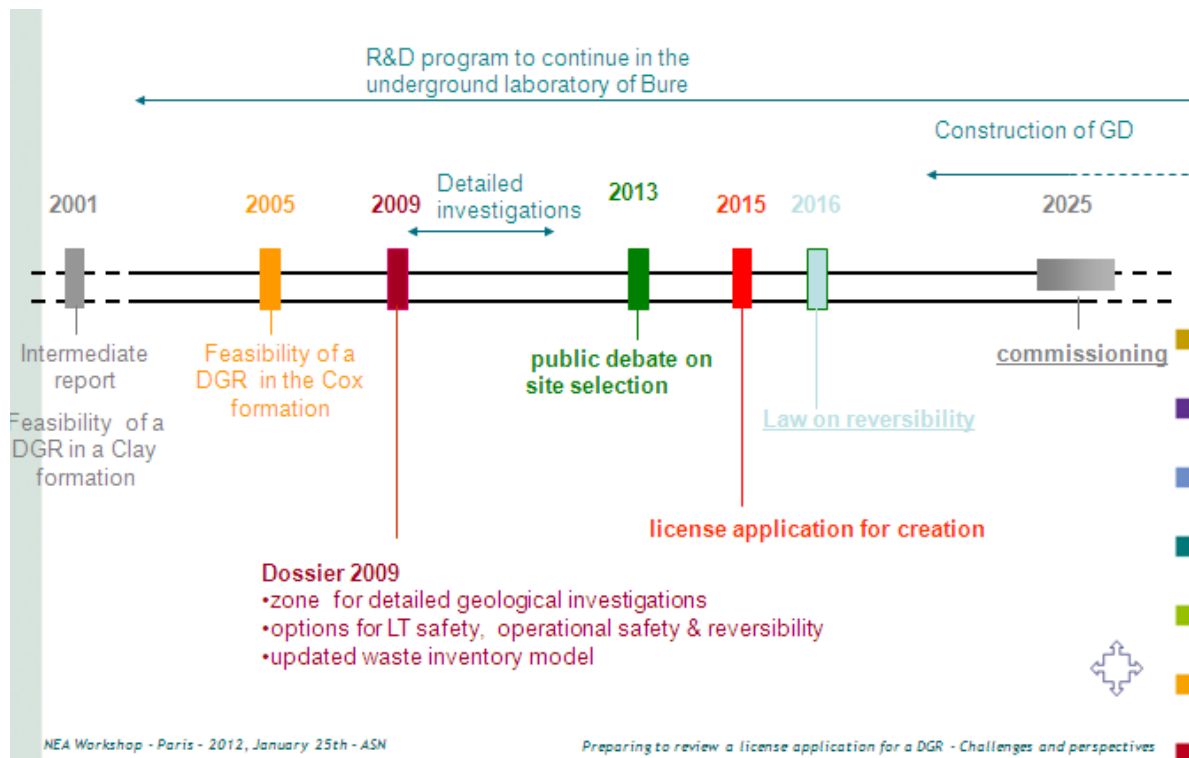 R&D program to continue in the
underground laboratory of Bure
Construction of GD
2001
2005
2009
Detailed
investigations
2013
2015
2016
2025
Intermediate
report
Feasibility of a
DGR in a Clay
formation
Feasibility of a
DGR in the Cox
formation
public debate on
site selection
Law on reversibility
commissioning
license application for creation
Dossier 2009
•zone for detailed geological investigations
•options for LT safety, operational safety & reversibility
•updated waste inventory model
NEA Workshop - Paris - 2012, January 25th - ASN
Preparing to review a license application for a DGR - Challenges and perspectives